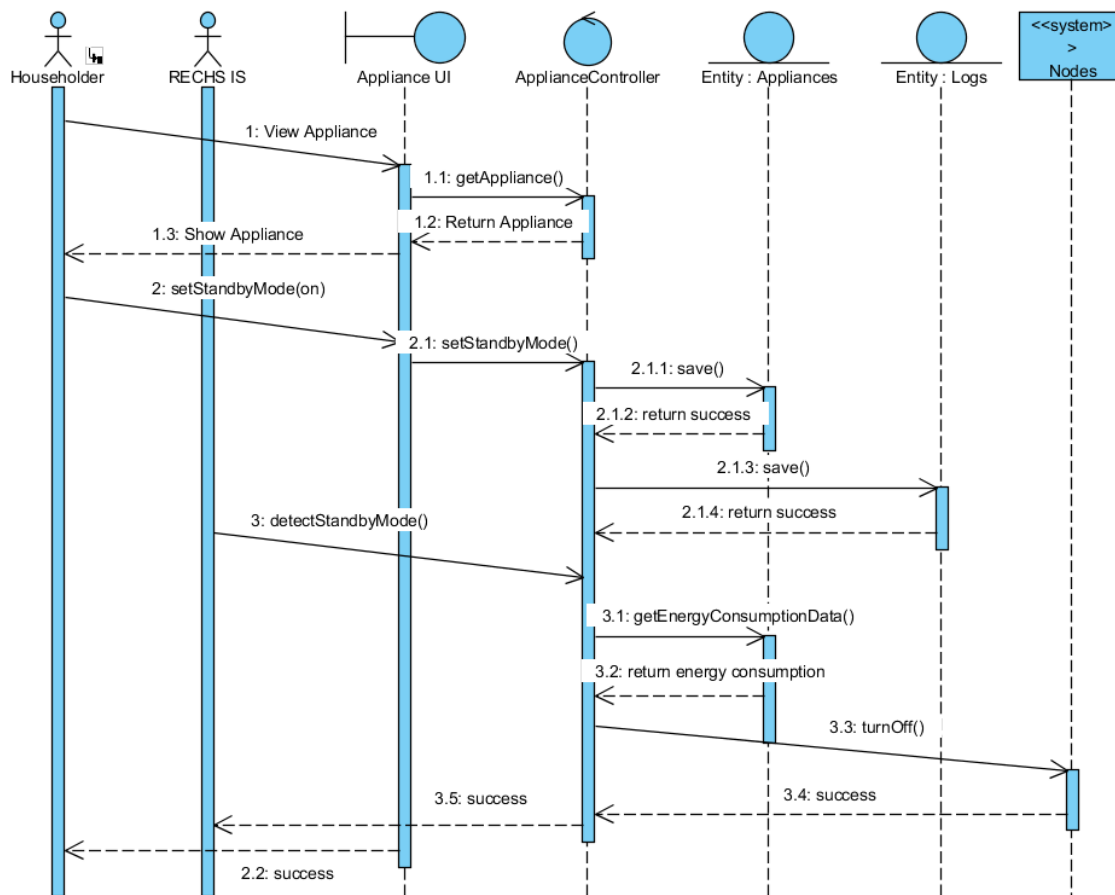 <<system>
>
Nodes
Householder
RECHS IS
Appliance UI
ApplianceController
Entity : Appliances
Entity : Logs
1: View Appliance
1.1: getAppliance()
1.2: Return Appliance
1.3: Show Appliance
2: setStandbyMode(on)
2.1: setStandbyMode()
2.1.1: save()
2.1.2: return success
2.1.3: save()
2.1.4: return success
3: detectStandbyMode()
3.1: getEnergyConsumptionData()
3.2: return energy consumption
3.3: turnOff()
3.4: success
3.5: success
2.2: success